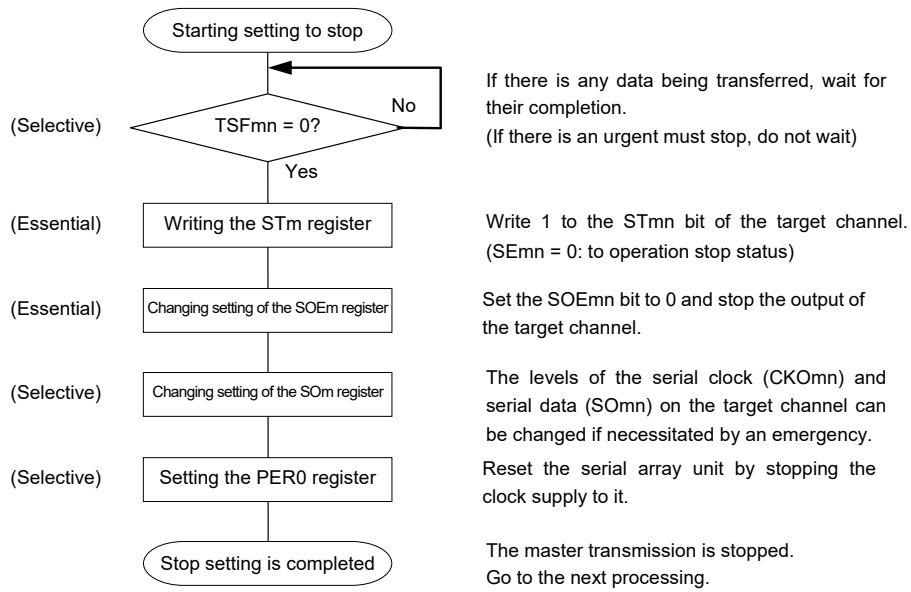 Starting setting to stop
No
If there is any data being transferred, wait for
their completion.
(If there is an urgent must stop, do not wait)
(Selective)
TSFmn = 0?
Yes
(Essential)
Writing the STm register
Write 1 to the STmn bit of the target channel.
(SEmn = 0: to operation stop status)
(Essential)
Changing setting of the SOEm register
Set the SOEmn bit to 0 and stop the output of
the target channel.
(Selective)
Changing setting of the SOm register
The levels of the serial clock (CKOmn) and
serial data (SOmn) on the target channel can
be changed if necessitated by an emergency.
(Selective)
Setting the PER0 register
Reset the serial array unit by stopping the
clock supply to it.
Stop setting is completed
The master transmission is stopped.
Go to the next processing.